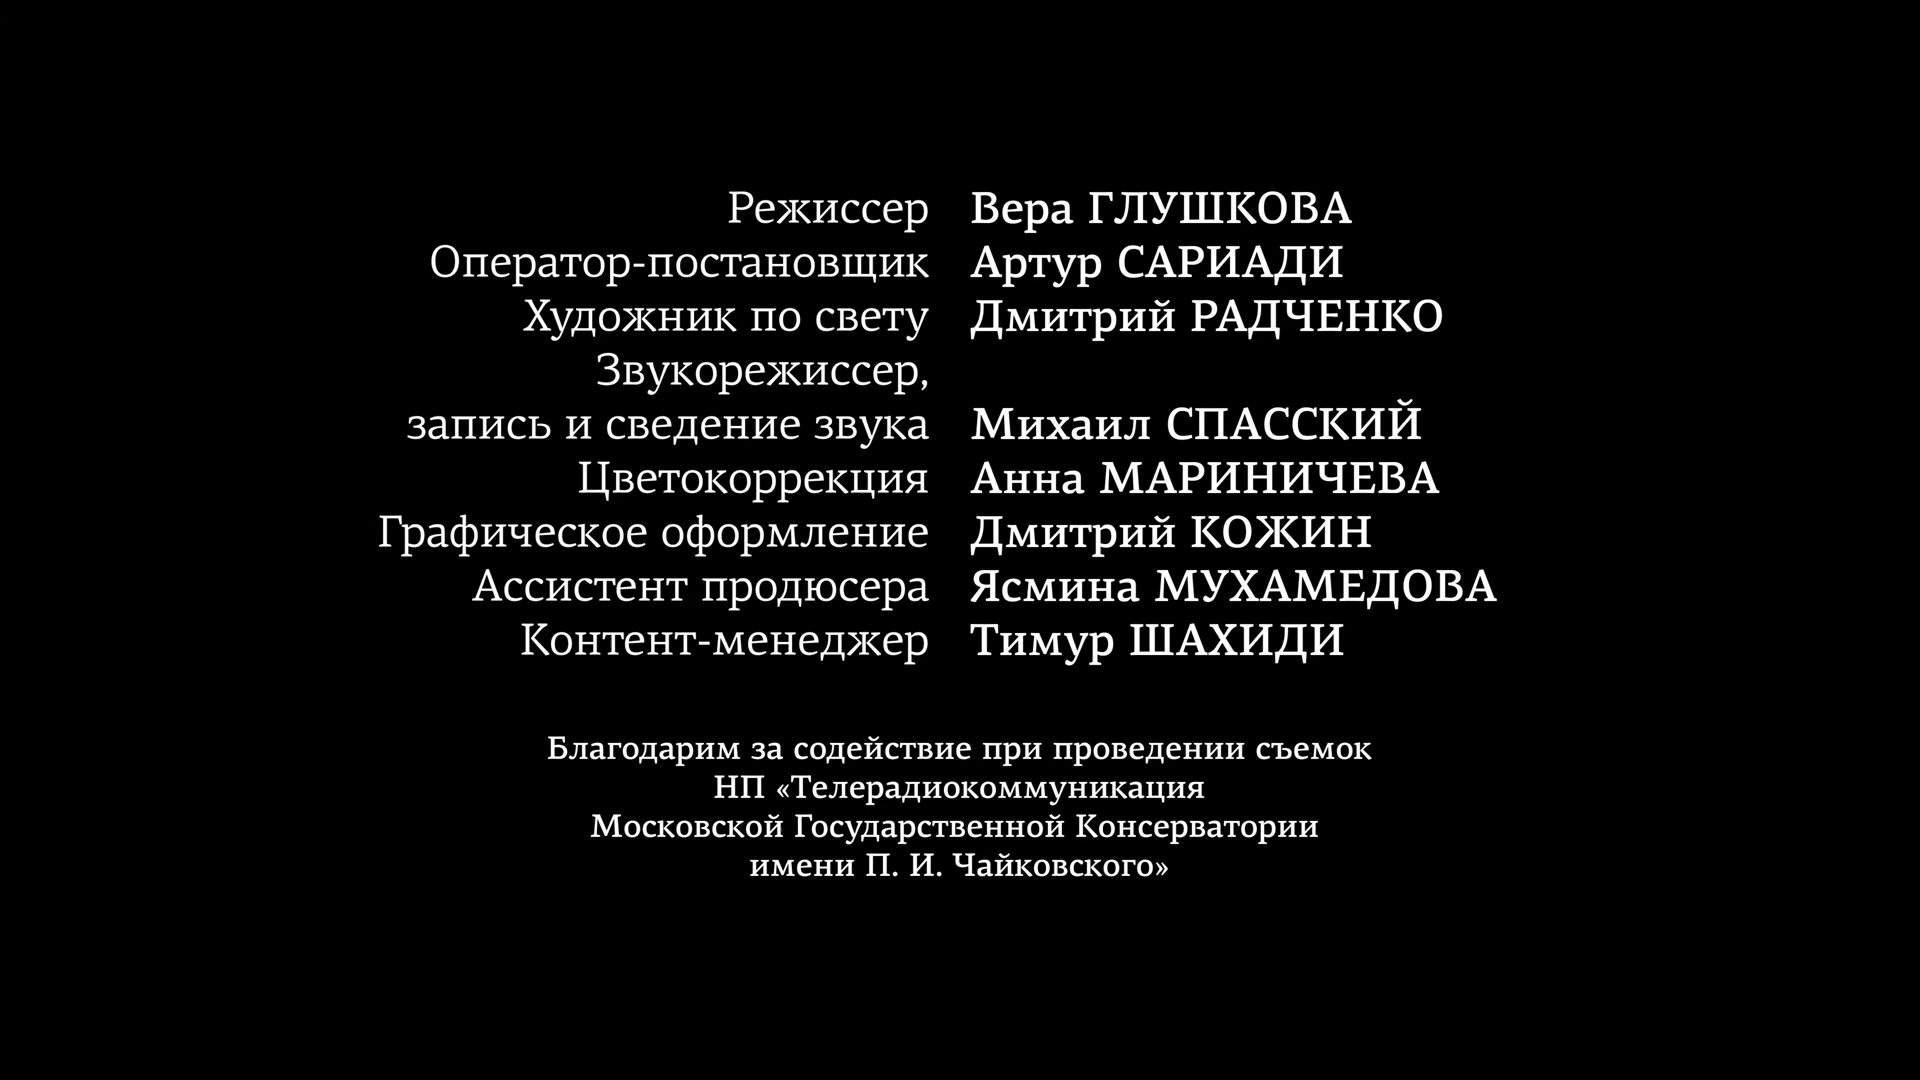 Режиссер Вера ГЛУШКОВА
Оператор-постановщик Артур САРИАДИ
Художник по свету Дмитрий РАДЧЕНКО
Звукорежиссер,
запись и сведение звука Михаил СПАССКИЙ
Цветокоррекция Анна МАРИНИЧЕВА
Графическое оформление Дмитрий КОЖИН
Ассистент продюсера Ясмина МУХАМЕДОВА
Контент-менеджер Тимур ШАХИДИ
Благодарим за содействие при проведении съемок
НП «Телерадиокоммуникация
Московской Государственной Консерватории
имени П. И. Чайковского»